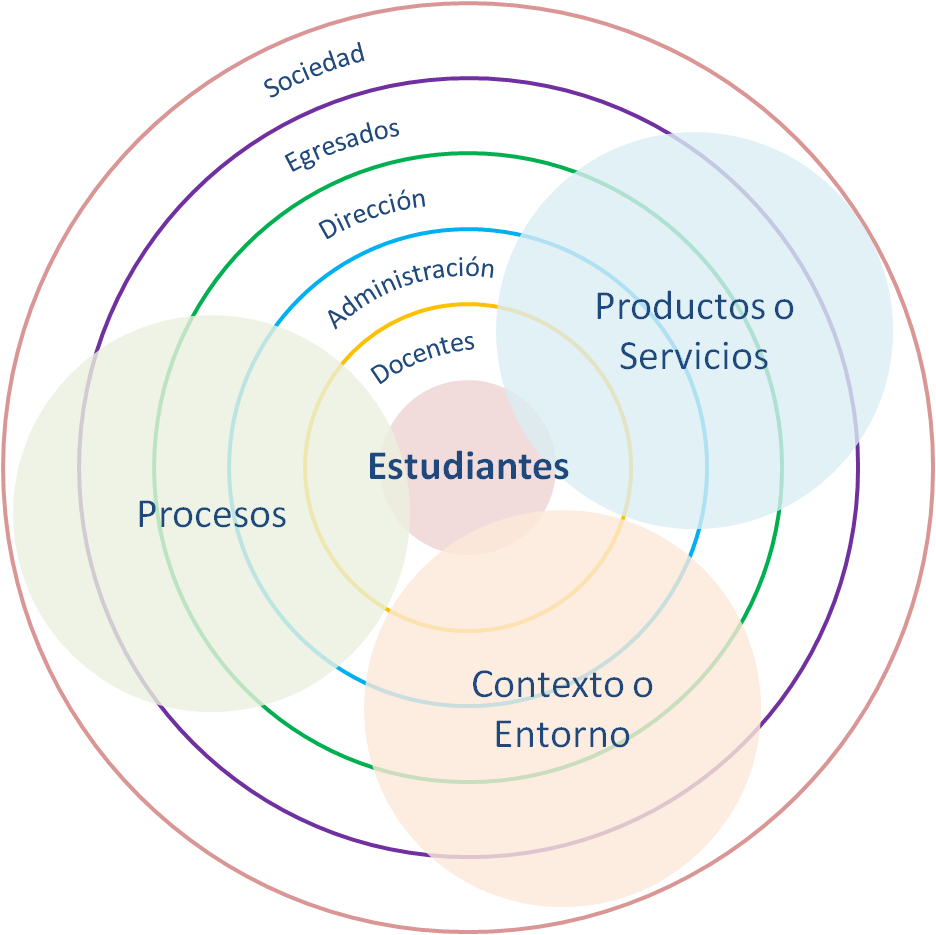 Sociedad
Egresados
Dirección
Administración
Docentes
Productos o
Servicios
Estudiantes
Procesos
Contexto o
Entorno